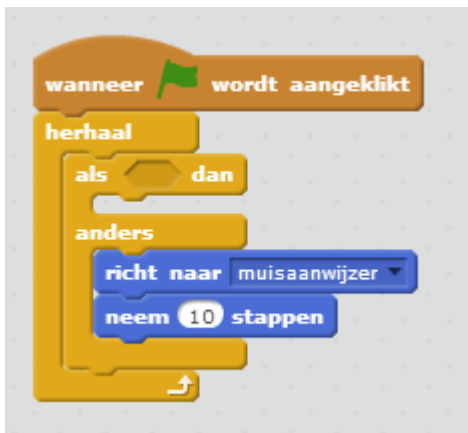 wanneer wordt aangeklikt
herhaal
als dan
anders
richt naar muisaanwijzer
neem 10 stappen